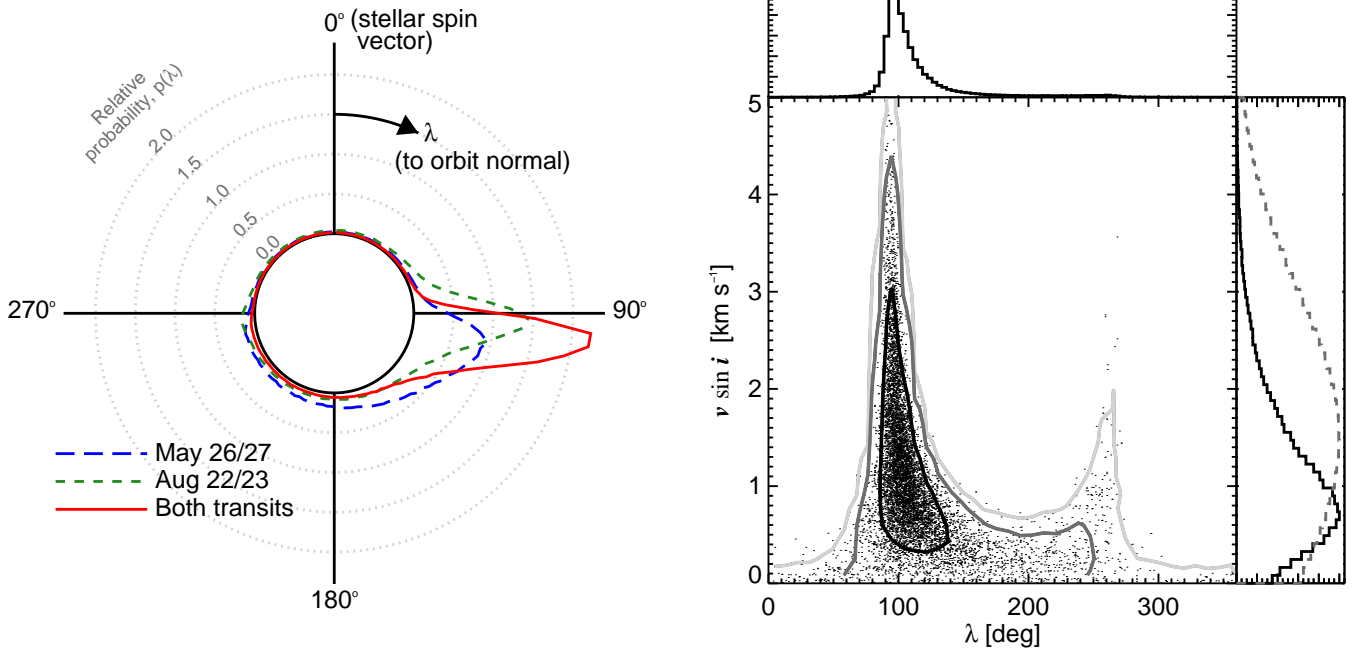 0° (stellar spin
vector)
Relative
probability, p(λ)
2.0
1.5
1.0
0.5
0.0
λ
(to orbit normal)
270°
90°
180°
May 26/27
Aug 22/23
Both transits
5
4
3
2
1
0
v sin i [km s⁻¹]
0
100
200
300
λ [deg]